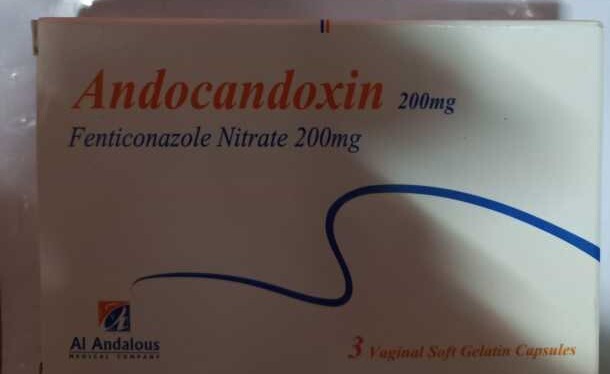 Andocandoxin 200mg
Fenticonazole Nitrate 200mg
Al Andalous
MEDICAL COMPANY
3 Vaginal Soft Gelatin Capsules